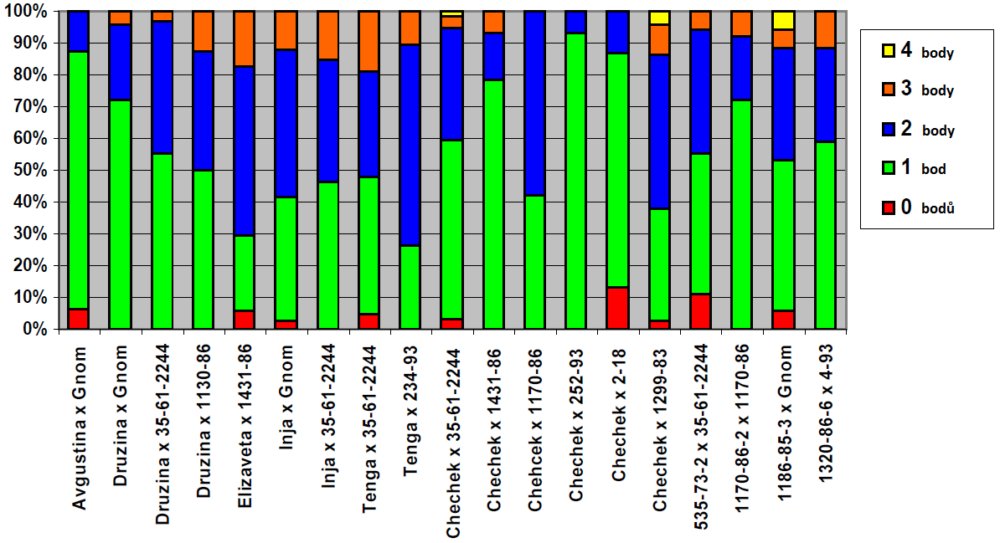 100%
90%
80%
70%
60%
50%
40%
30%
20%
10%
0%
Avgustina x Gnom
Druzina x Gnom
Druzina x 35-61-2244
Druzina x 1130-86
Elizaveta x 1431-86
Inja x Gnom
Inja x 35-61-2244
Tenga x 35-61-2244
Tenga x 234-93
Chechek x 35-61-2244
Chechek x 1431-86
Chehcek x 1170-86
Chechek x 252-93
Chechek x 2-18
Chechek x 1299-83
535-73-2 x 35-61-2244
1170-86-2 x 1170-86
1186-85-3 x Gnom
1320-86-6 x 4-93
4 body
3 body
2 body
1 bod
0 bodů